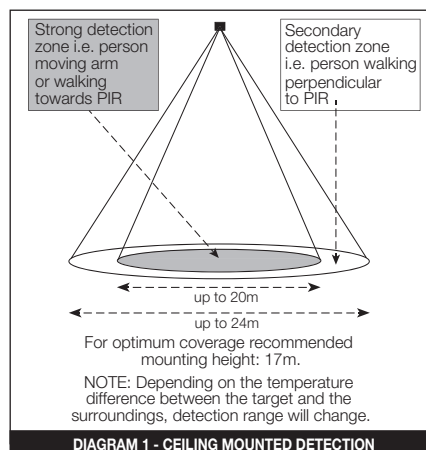 Strong detection
zone i.e. person
moving arm
or walking
towards PIR
Secondary
detection zone
i.e. person walking
perpendicular
to PIR
up to 20m
up to 24m
For optimum coverage recommended
mounting height: 17m.
NOTE: Depending on the temperature
difference between the target and the
surroundings, detection range will change.
DIAGRAM 1 - CEILING MOUNTED DETECTION